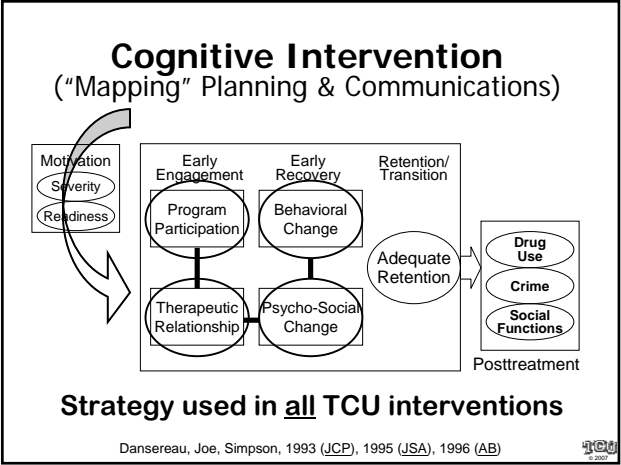 Cognitive Intervention
(“Mapping” Planning & Communications)
Motivation
Severity
Readiness
Early
Engagement
Early
Recovery
Retention/
Transition
Program
Participation
Behavioral
Change
Therapeutic
Relationship
Psycho-Social
Change
Adequate
Retention
Drug
Use
Crime
Social
Functions
Posttreatment
Strategy used in all TCU interventions
Dansereau, Joe, Simpson, 1993 (JCP), 1995 (JSA), 1996 (AB)
TCU
© 2007